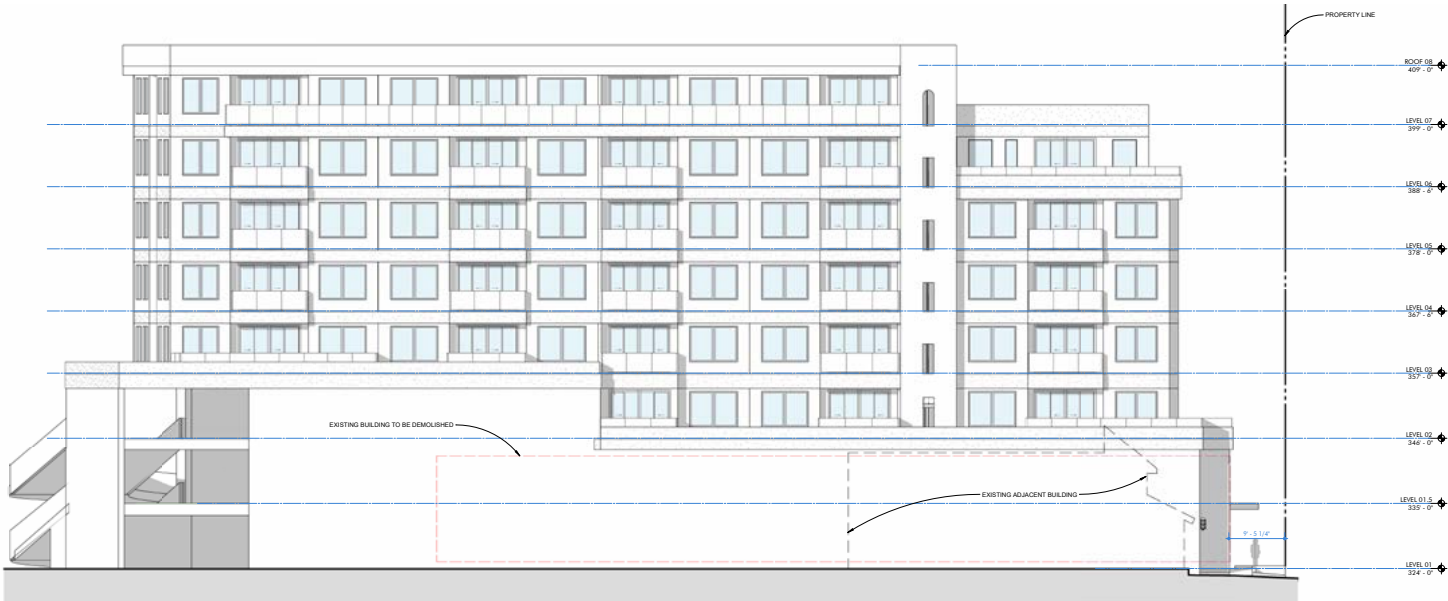 PROPERTY LINE
ROOF 08
409' - 0"
LEVEL 07
399' - 0"
LEVEL 06
388' - 6"
LEVEL 05
378' - 0"
LEVEL 04
367' - 6"
LEVEL 03
357' - 0"
EXISTING BUILDING TO BE DEMOLISHED
LEVEL 02
346' - 0"
EXISTING ADJACENT BUILDING
LEVEL 01.5
335' - 0"
9' - 5 1/4"
LEVEL 01
324' - 0"